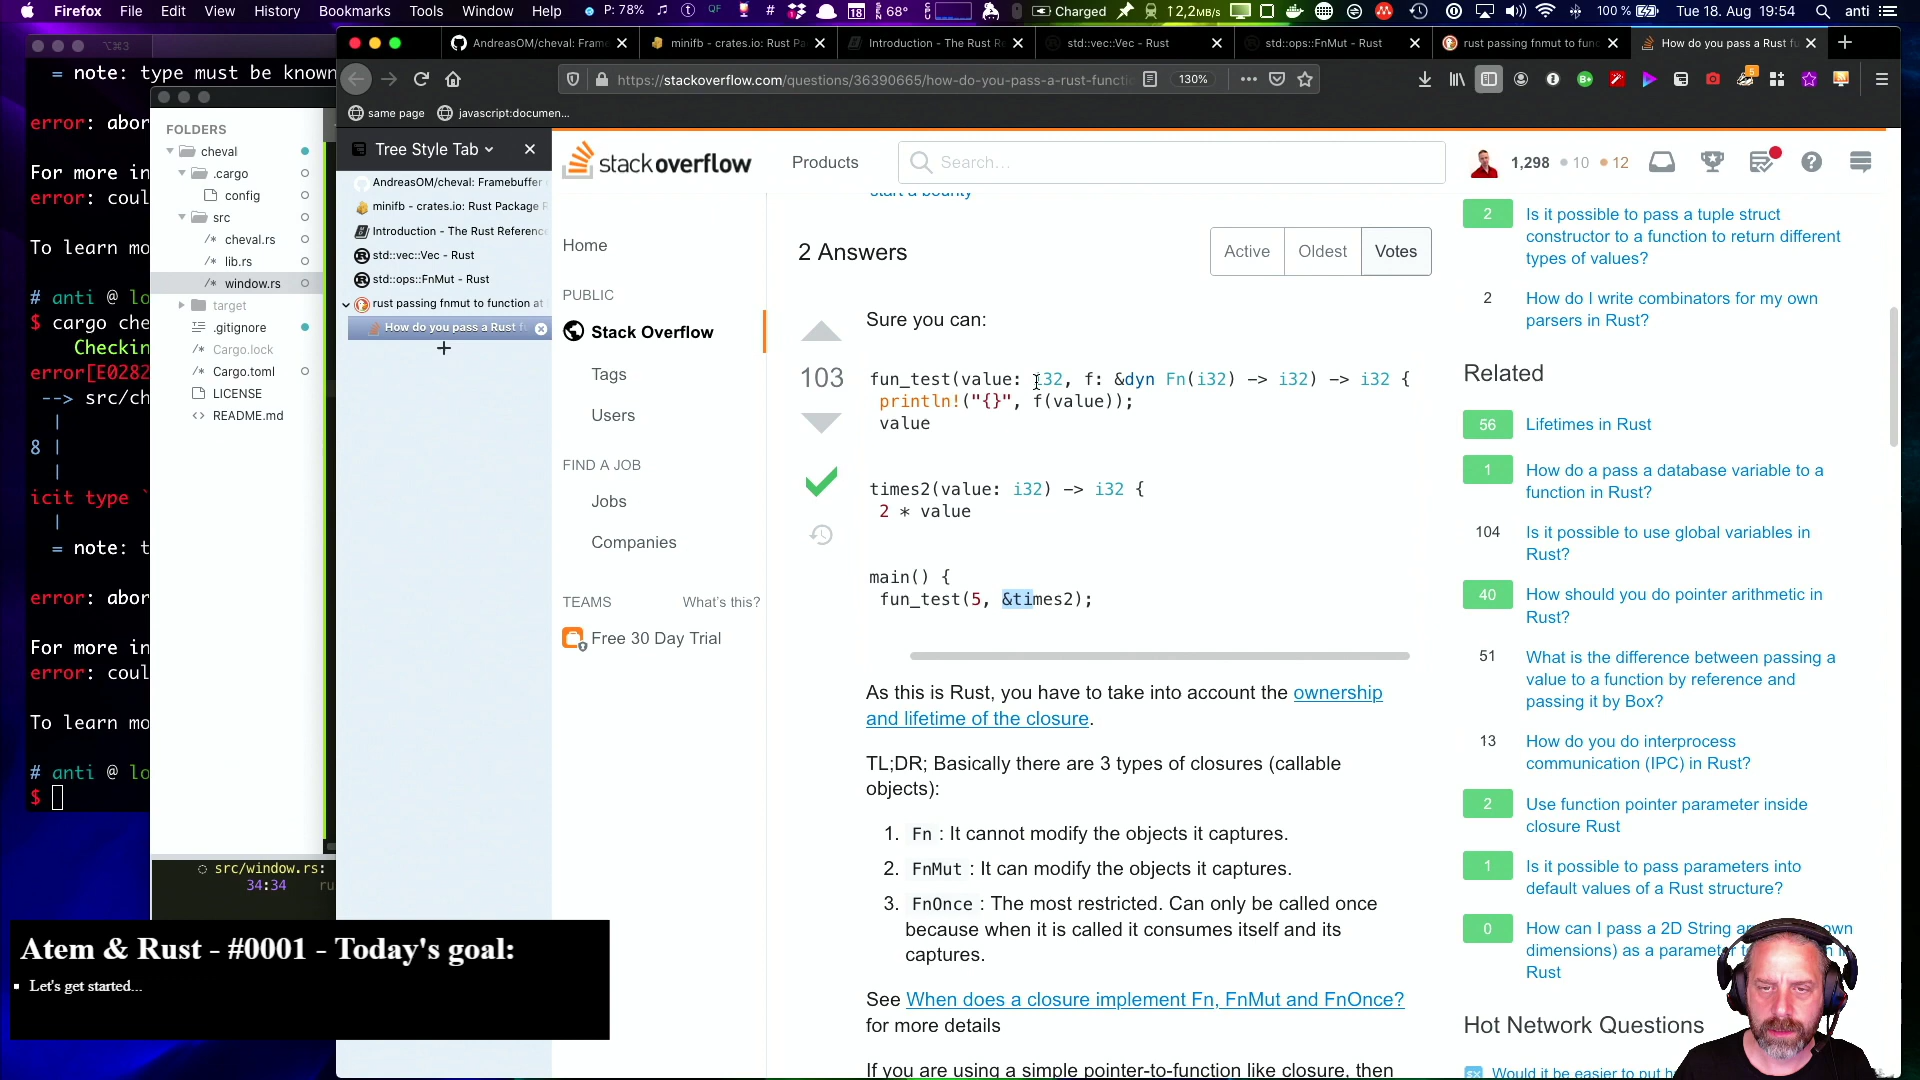 Firefox File Edit View History Bookmarks Tools Window Help P: 78% QF # 18 68° Charged 12,2MB/s 100 % Tue 18. Aug 19:54 anti
⌥⌘3
= note: type must be known
error: abor
For more in
error: coul
To learn mo
# anti @ lo
$ cargo che
Checkin
error[E0282
--> src/ch
|
8 |
|
icit type `
|
= note: t
error: abor
For more in
error: coul
To learn mo
# anti @ lo
$
FOLDERS
cheval
.cargo
config
src
/* cheval.rs
/* lib.rs
/* window.rs
target
.gitignore
/* Cargo.lock
/* Cargo.toml
LICENSE
<> README.md
src/window.rs:
34:34 ru
AndreasOM/cheval: Frame
minifb - crates.io: Rust Pa
Introduction - The Rust Re
std::vec::Vec - Rust
std::ops::FnMut - Rust
rust passing fnmut to func
How do you pass a Rust fu
https://stackoverflow.com/questions/36390665/how-do-you-pass-a-rust-functi
130%
same page
javascript:documen...
Tree Style Tab
AndreasOM/cheval: Framebuffer
minifb - crates.io: Rust Package R
Introduction - The Rust Reference
std::vec::Vec - Rust
std::ops::FnMut - Rust
rust passing fnmut to function at
How do you pass a Rust fu
+
stackoverflow
Products
Search…
1,298 10 12
Home
PUBLIC
Stack Overflow
Tags
Users
FIND A JOB
Jobs
Companies
TEAMS What's this?
Free 30 Day Trial
start a bounty
2 Answers
Active Oldest Votes
103
Sure you can:
fun_test(value: i32, f: &dyn Fn(i32) -> i32) -> i32 {
println!("{}", f(value));
value
times2(value: i32) -> i32 {
2 * value
main() {
fun_test(5, &times2);
As this is Rust, you have to take into account the ownership
and lifetime of the closure.
TL;DR; Basically there are 3 types of closures (callable
objects):
1. Fn : It cannot modify the objects it captures.
2. FnMut : It can modify the objects it captures.
3. FnOnce : The most restricted. Can only be called once
because when it is called it consumes itself and its
captures.
See When does a closure implement Fn, FnMut and FnOnce?
for more details
If you are using a simple pointer-to-function like closure, then
2 Is it possible to pass a tuple struct
constructor to a function to return different
types of values?
2 How do I write combinators for my own
parsers in Rust?
Related
56 Lifetimes in Rust
1 How do a pass a database variable to a
function in Rust?
104 Is it possible to use global variables in
Rust?
40 How should you do pointer arithmetic in
Rust?
51 What is the difference between passing a
value to a function by reference and
passing it by Box?
13 How do you do interprocess
communication (IPC) in Rust?
2 Use function pointer parameter inside
closure Rust
1 Is it possible to pass parameters into
default values of a Rust structure?
0 How can I pass a 2D String own
dimensions) as a parameter
Rust
Hot Network Questions
Would it be easier to put
Atem & Rust - #0001 - Today's goal:
Let's get started...